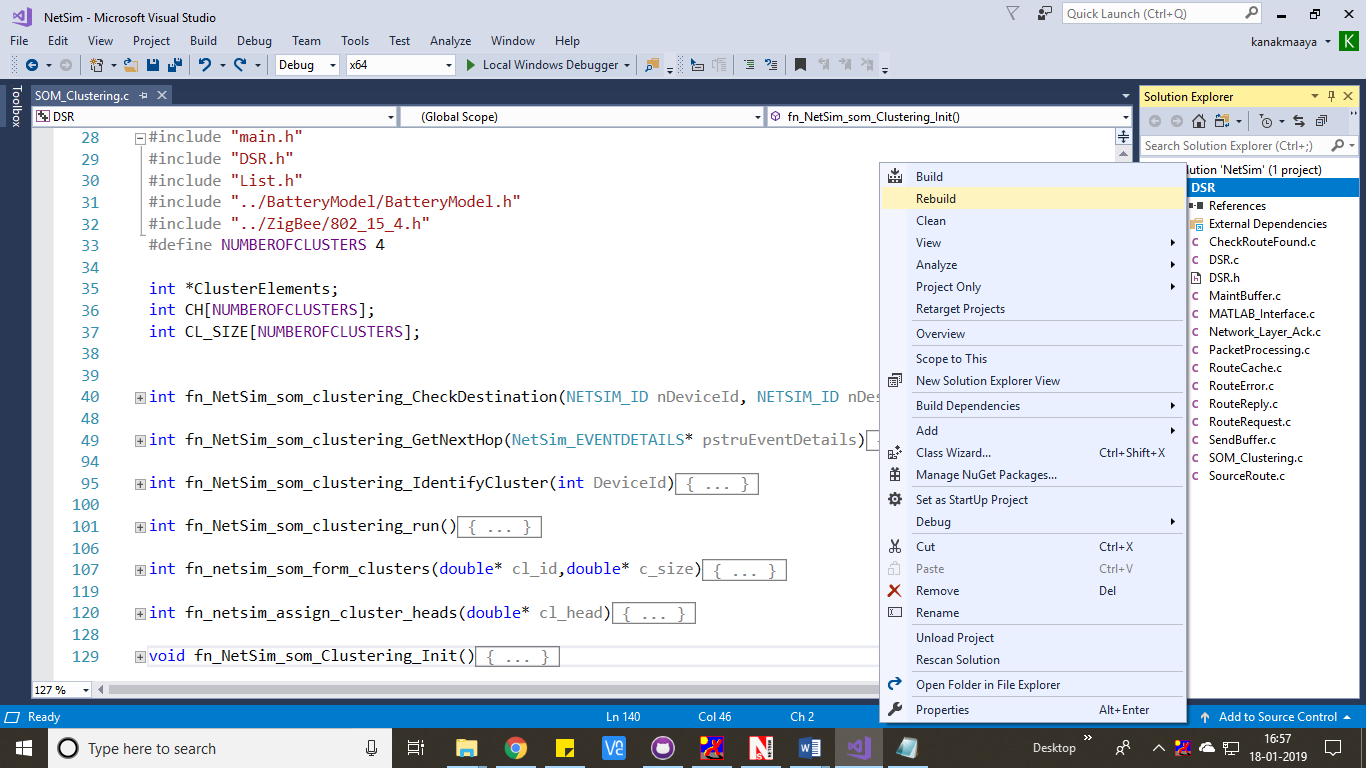 NetSim - Microsoft Visual Studio
Quick Launch (Ctrl+Q)
File Edit View Project Build Debug Team Tools Test Analyze Window Help
kanakmaaya K
Debug x64 Local Windows Debugger
Toolbox
SOM_Clustering.c
DSR (Global Scope) fn_NetSim_som_Clustering_Init()
28 #include "main.h"
29 #include "DSR.h"
30 #include "List.h"
31 #include "../BatteryModel/BatteryModel.h"
32 #include "../ZigBee/802_15_4.h"
33 #define NUMBEROFCLUSTERS 4
34
35 int *ClusterElements;
36 int CH[NUMBEROFCLUSTERS];
37 int CL_SIZE[NUMBEROFCLUSTERS];
38
39
40 int fn_NetSim_som_clustering_CheckDestination(NETSIM_ID nDeviceId, NETSIM_ID nDes
48
49 int fn_NetSim_som_clustering_GetNextHop(NetSim_EVENTDETAILS* pstruEventDetails) {
94
95 int fn_NetSim_som_clustering_IdentifyCluster(int DeviceId) { ... }
100
101 int fn_NetSim_som_clustering_run() { ... }
106
107 int fn_netsim_som_form_clusters(double* cl_id,double* c_size) { ... }
119
120 int fn_netsim_assign_cluster_heads(double* cl_head) { ... }
128
129 void fn_NetSim_som_Clustering_Init() { ... }
127 %
Build
Rebuild
Clean
View
Analyze
Project Only
Retarget Projects
Overview
Scope to This
New Solution Explorer View
Build Dependencies
Add
Class Wizard... Ctrl+Shift+X
Manage NuGet Packages...
Set as StartUp Project
Debug
Cut Ctrl+X
Paste Ctrl+V
Remove Del
Rename
Unload Project
Rescan Solution
Open Folder in File Explorer
Properties Alt+Enter
Solution Explorer
Search Solution Explorer (Ctrl+;)
lution 'NetSim' (1 project)
DSR
References
External Dependencies
CheckRouteFound.c
DSR.c
DSR.h
MaintBuffer.c
MATLAB_Interface.c
Network_Layer_Ack.c
PacketProcessing.c
RouteCache.c
RouteError.c
RouteReply.c
RouteRequest.c
SendBuffer.c
SOM_Clustering.c
SourceRoute.c
Ready Ln 140 Col 46 Ch 2 Add to Source Control
Type here to search
Desktop
16:57
18-01-2019